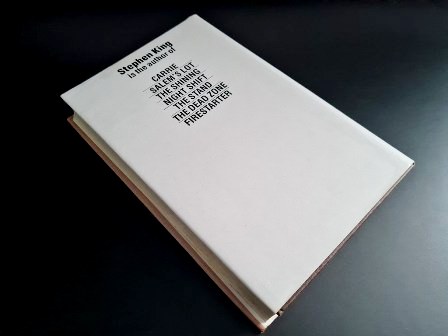 Stephen King
is the author of
CARRIE
SALEM'S LOT
THE SHINING
NIGHT SHIFT
THE STAND
THE DEAD ZONE
FIRESTARTER